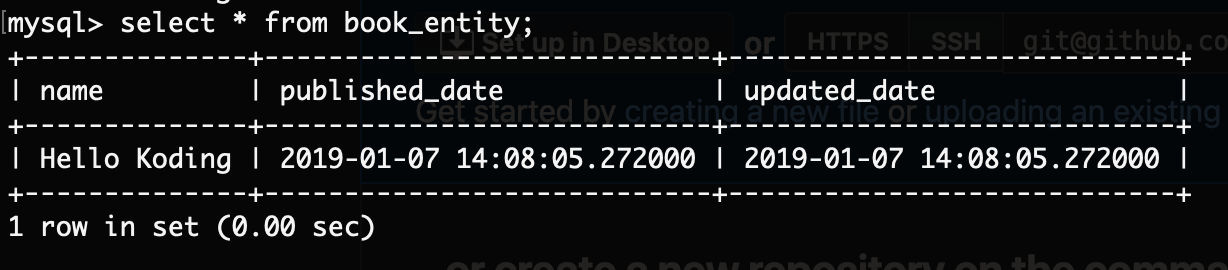 mysql> select * from book_entity;
Set up in Desktop or HTTPS SSH git@github.co
+--------------+----------------------------+----------------------------+
| name         | published_date             | updated_date               |
Get started by creating a new file or uploading an existing
+--------------+----------------------------+----------------------------+
| Hello Koding | 2019-01-07 14:08:05.272000 | 2019-01-07 14:08:05.272000 |
+--------------+----------------------------+----------------------------+
1 row in set (0.00 sec)
or create a new repository on the comma